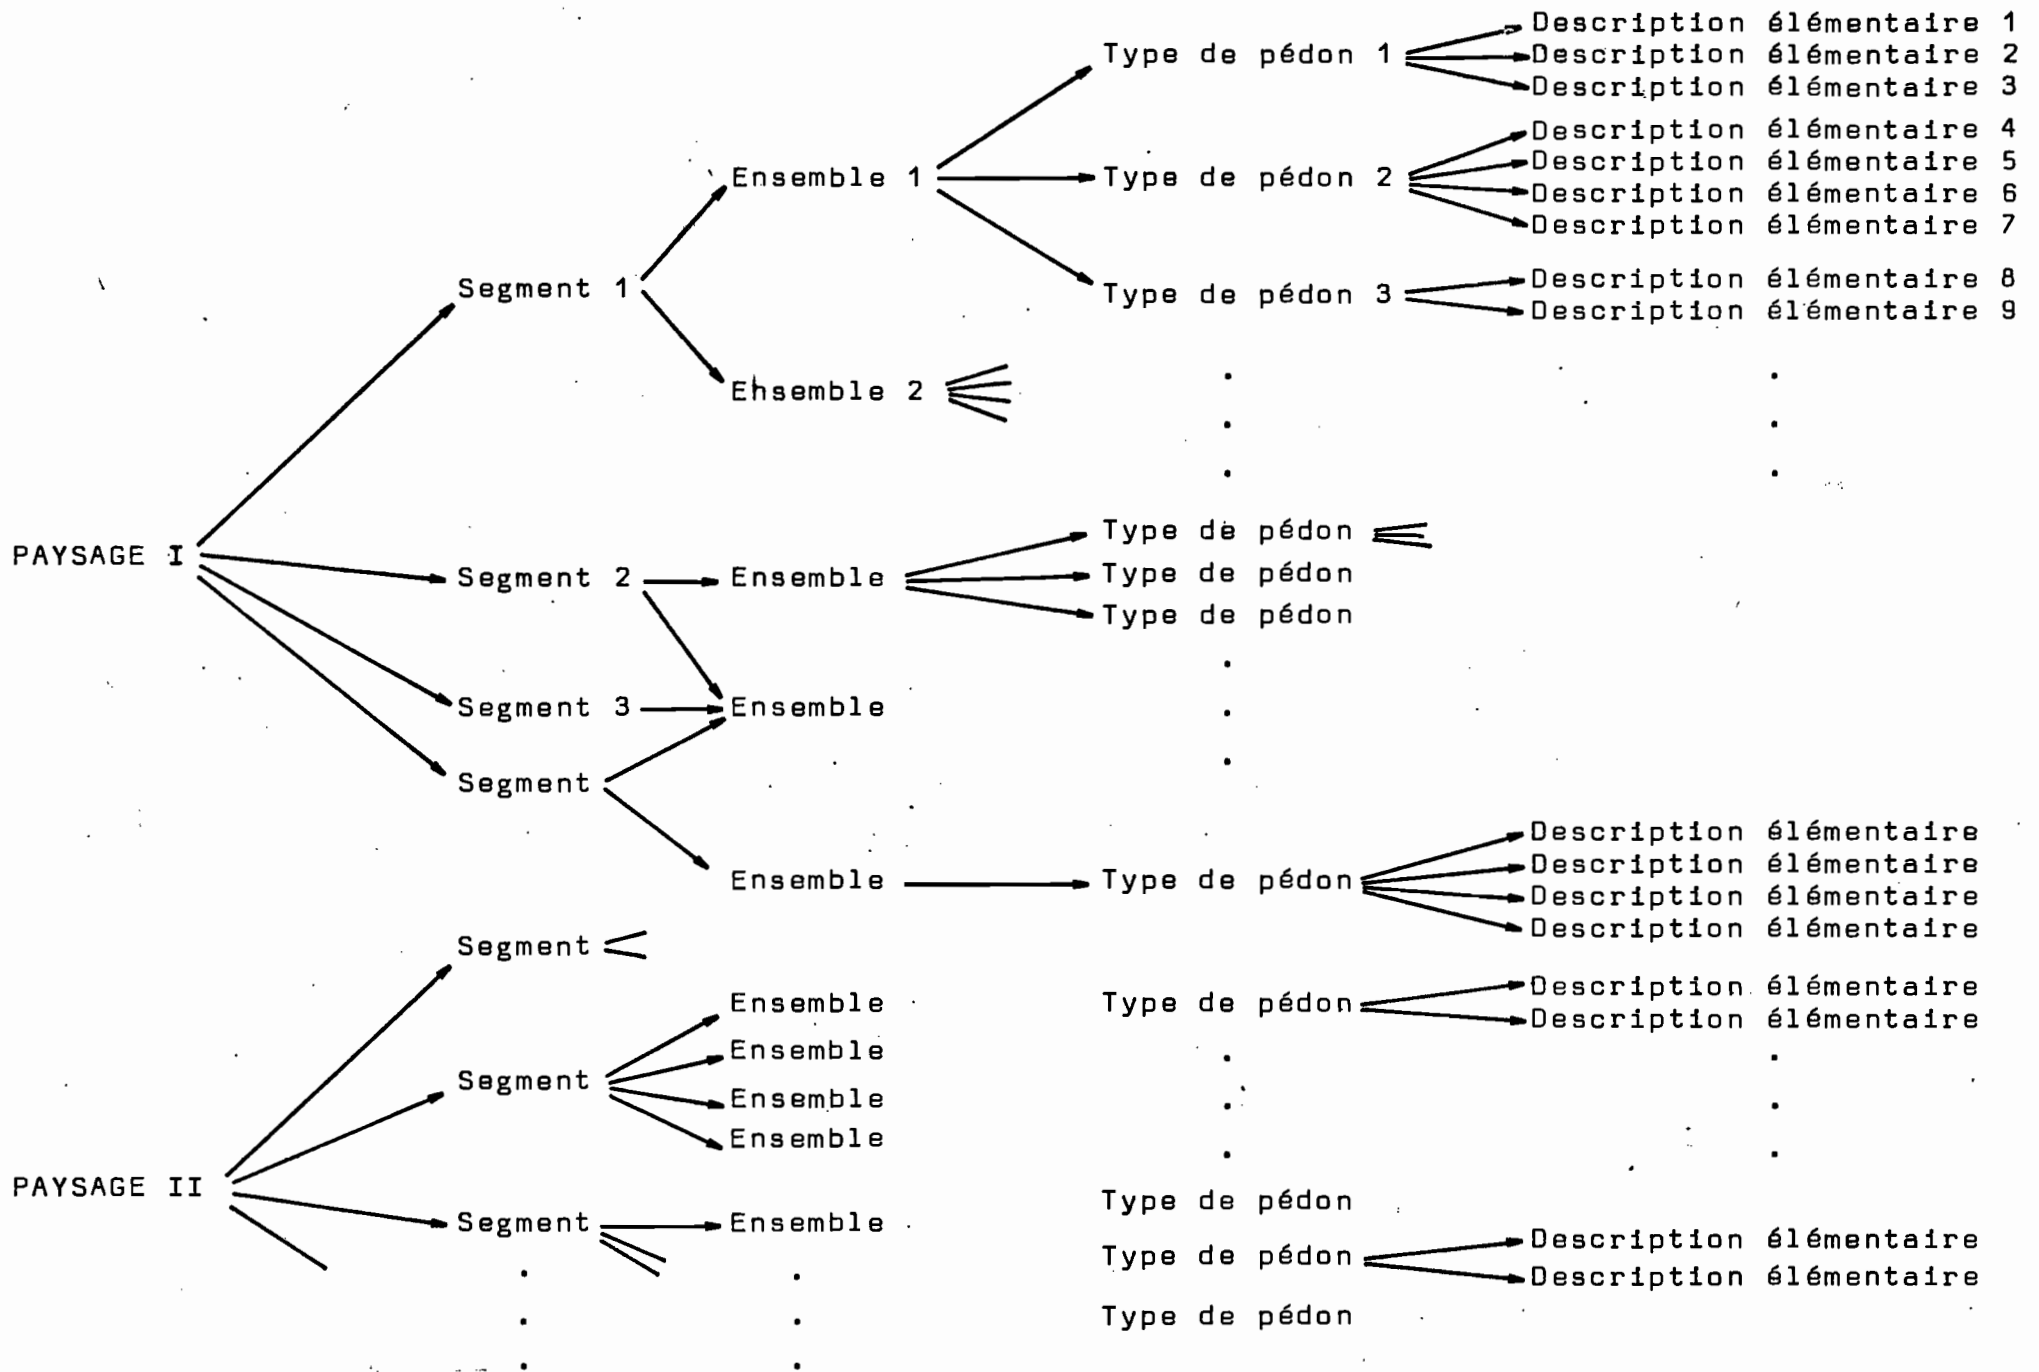 Description élémentaire 1
Type de pédon 1
Description élémentaire 2
Description élémentaire 3
Description élémentaire 4
Description élémentaire 5
Ensemble 1
Type de pédon 2
Description élémentaire 6
Description élémentaire 7
Segment 1
Type de pédon 3
Description élémentaire 8
Description élémentaire 9
Ensemble 2
Type de pédon
PAYSAGE I
Segment 2
Ensemble
Type de pédon
Type de pédon
Segment 3
Ensemble
Segment
Description élémentaire
Description élémentaire
Ensemble
Type de pédon
Description élémentaire
Description élémentaire
Segment
Description élémentaire
Ensemble
Type de pédon
Description élémentaire
Ensemble
Segment
Ensemble
Ensemble
PAYSAGE II
Type de pédon
Segment
Ensemble
Description élémentaire
Type de pédon
Description élémentaire
Type de pédon